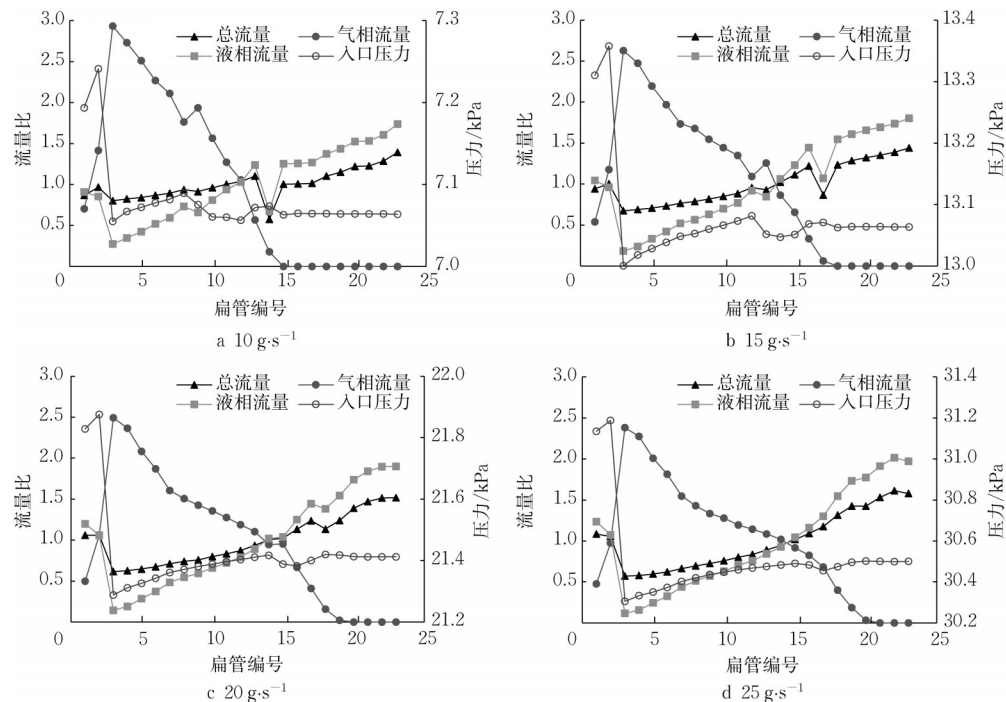 3.0
2.5
2.0
1.5
1.0
0.5
0
5
10
15
20
25
7.3
7.2
7.1
7.0
总流量
气相流量
液相流量
入口压力
流量比
压力/kPa
扁管编号
a 10 g·s⁻¹
3.0
2.5
2.0
1.5
1.0
0.5
0
5
10
15
20
25
13.4
13.3
13.2
13.1
13.0
总流量
气相流量
液相流量
入口压力
流量比
压力/kPa
扁管编号
b 15 g·s⁻¹
3.0
2.5
2.0
1.5
1.0
0.5
0
5
10
15
20
25
22.0
21.8
21.6
21.4
21.2
总流量
气相流量
液相流量
入口压力
流量比
压力/kPa
扁管编号
c 20 g·s⁻¹
3.0
2.5
2.0
1.5
1.0
0.5
0
5
10
15
20
25
31.4
31.2
31.0
30.8
30.6
30.4
30.2
总流量
气相流量
液相流量
入口压力
流量比
压力/kPa
扁管编号
d 25 g·s⁻¹